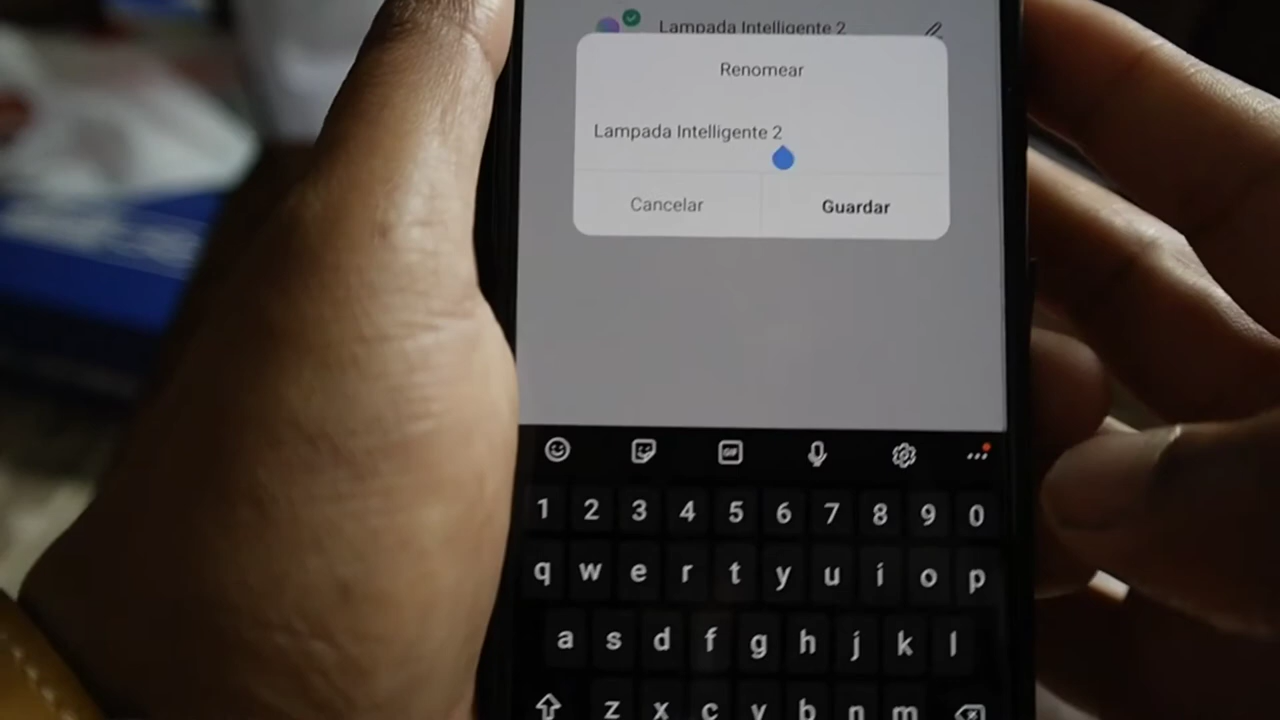 Lampada Intelligente 2
Renomear
Lampada Intelligente 2
Cancelar Guardar
GIF
1 2 3 4 5 6 7 8 9 0
q w e r t y u i o p
a s d f g h j k l
z x c v b n m